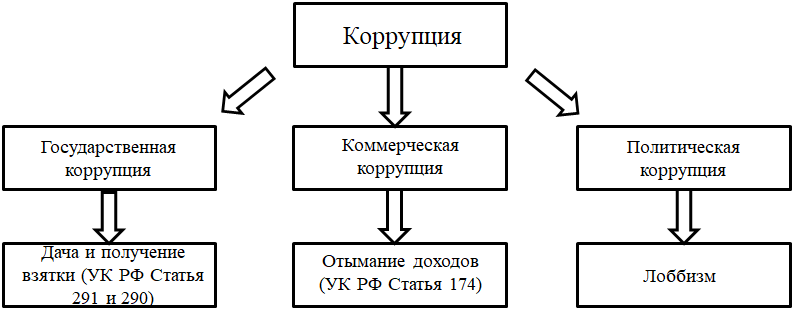 Коррупция
Государственная
коррупция
Коммерческая
коррупция
Политическая
коррупция
Дача и получение
взятки (УК РФ Статья
291 и 290)
Отымание доходов
(УК РФ Статья 174)
Лоббизм